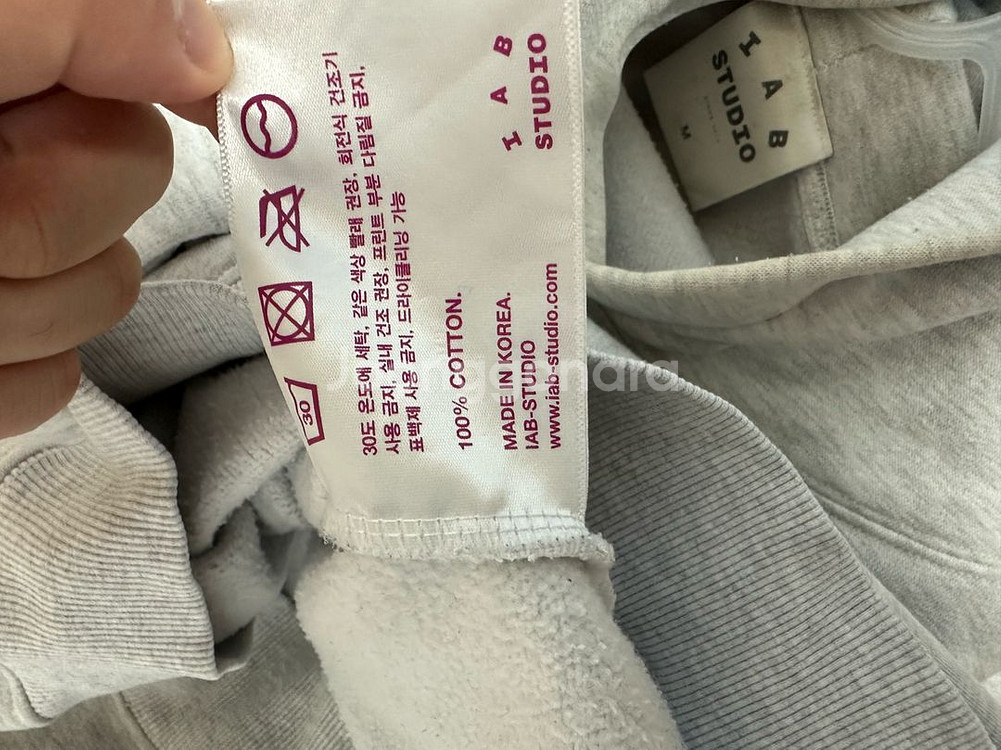 I A B
STUDIO
30
30도 온도에 세탁, 같은 색상 빨래 권장, 회전식 건조기
사용 금지, 실내 건조 권장, 프린트 부분 다림질 금지,
표백제 사용 금지, 드라이클리닝 가능
100% COTTON.
MADE IN KOREA.
IAB-STUDIO
www.iab-studio.com
I A B
STUDIO
M
Joongonara